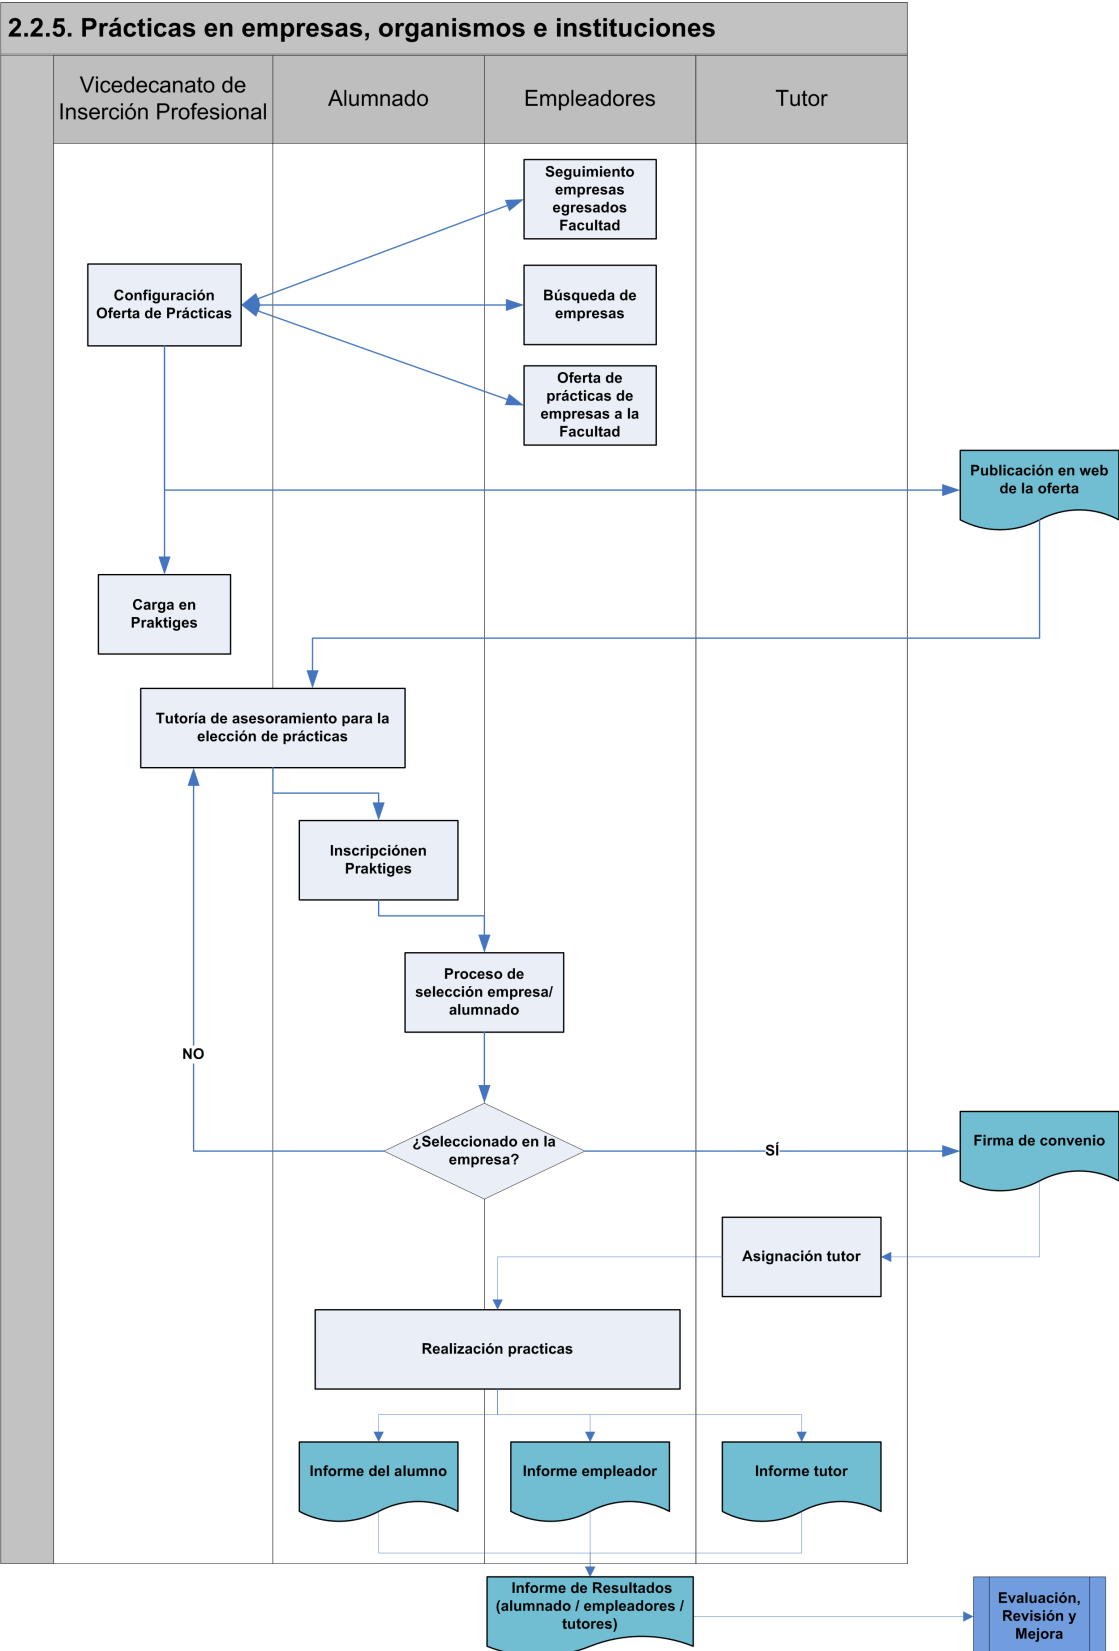 2.2.5. Prácticas en empresas, organismos e instituciones
Vicedecanato de
Inserción Profesional
Alumnado
Empleadores
Tutor
Seguimiento
empresas
egresados
Facultad
Configuración
Oferta de Prácticas
Búsqueda de
empresas
Oferta de
prácticas de
empresas a la
Facultad
Publicación en web
de la oferta
Carga en
Praktiges
Tutoría de asesoramiento para la
elección de prácticas
Inscripciónen
Praktiges
Proceso de
selección empresa/
alumnado
NO
¿Seleccionado en la
empresa?
SÍ
Firma de convenio
Asignación tutor
Realización practicas
Informe del alumno
Informe empleador
Informe tutor
Informe de Resultados
(alumnado / empleadores /
tutores)
Evaluación,
Revisión y
Mejora